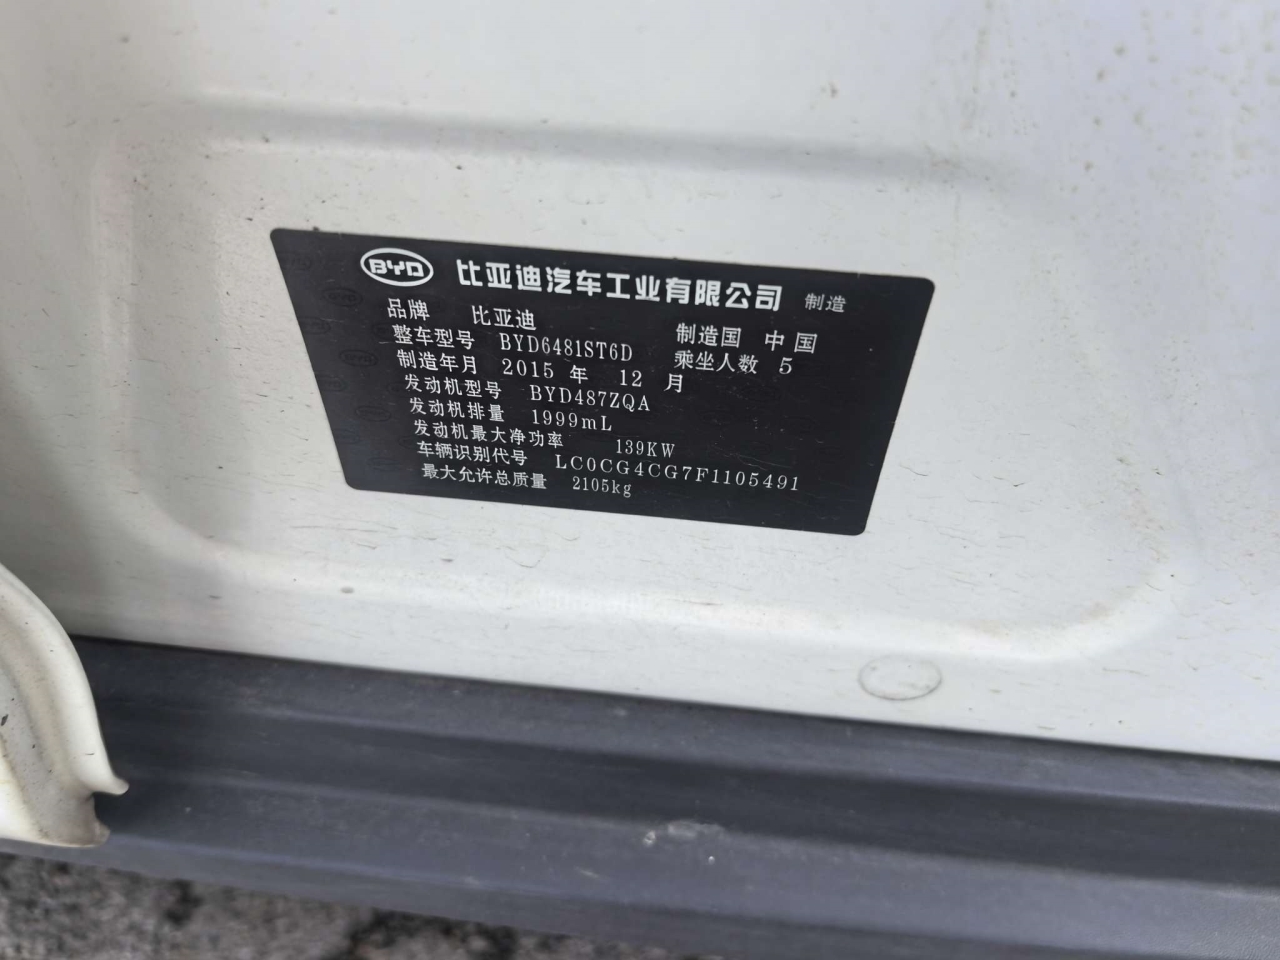 BYD 比亚迪汽车工业有限公司 制造
品牌 比亚迪 制造国 中国
整车型号 BYD6481ST6D 乘坐人数 5
制造年月 2015 年 12 月
发动机型号 BYD487ZQA
发动机排量 1999mL
发动机最大净功率 139KW
车辆识别代号 LC0CG4CG7F1105491
最大允许总质量 2105kg